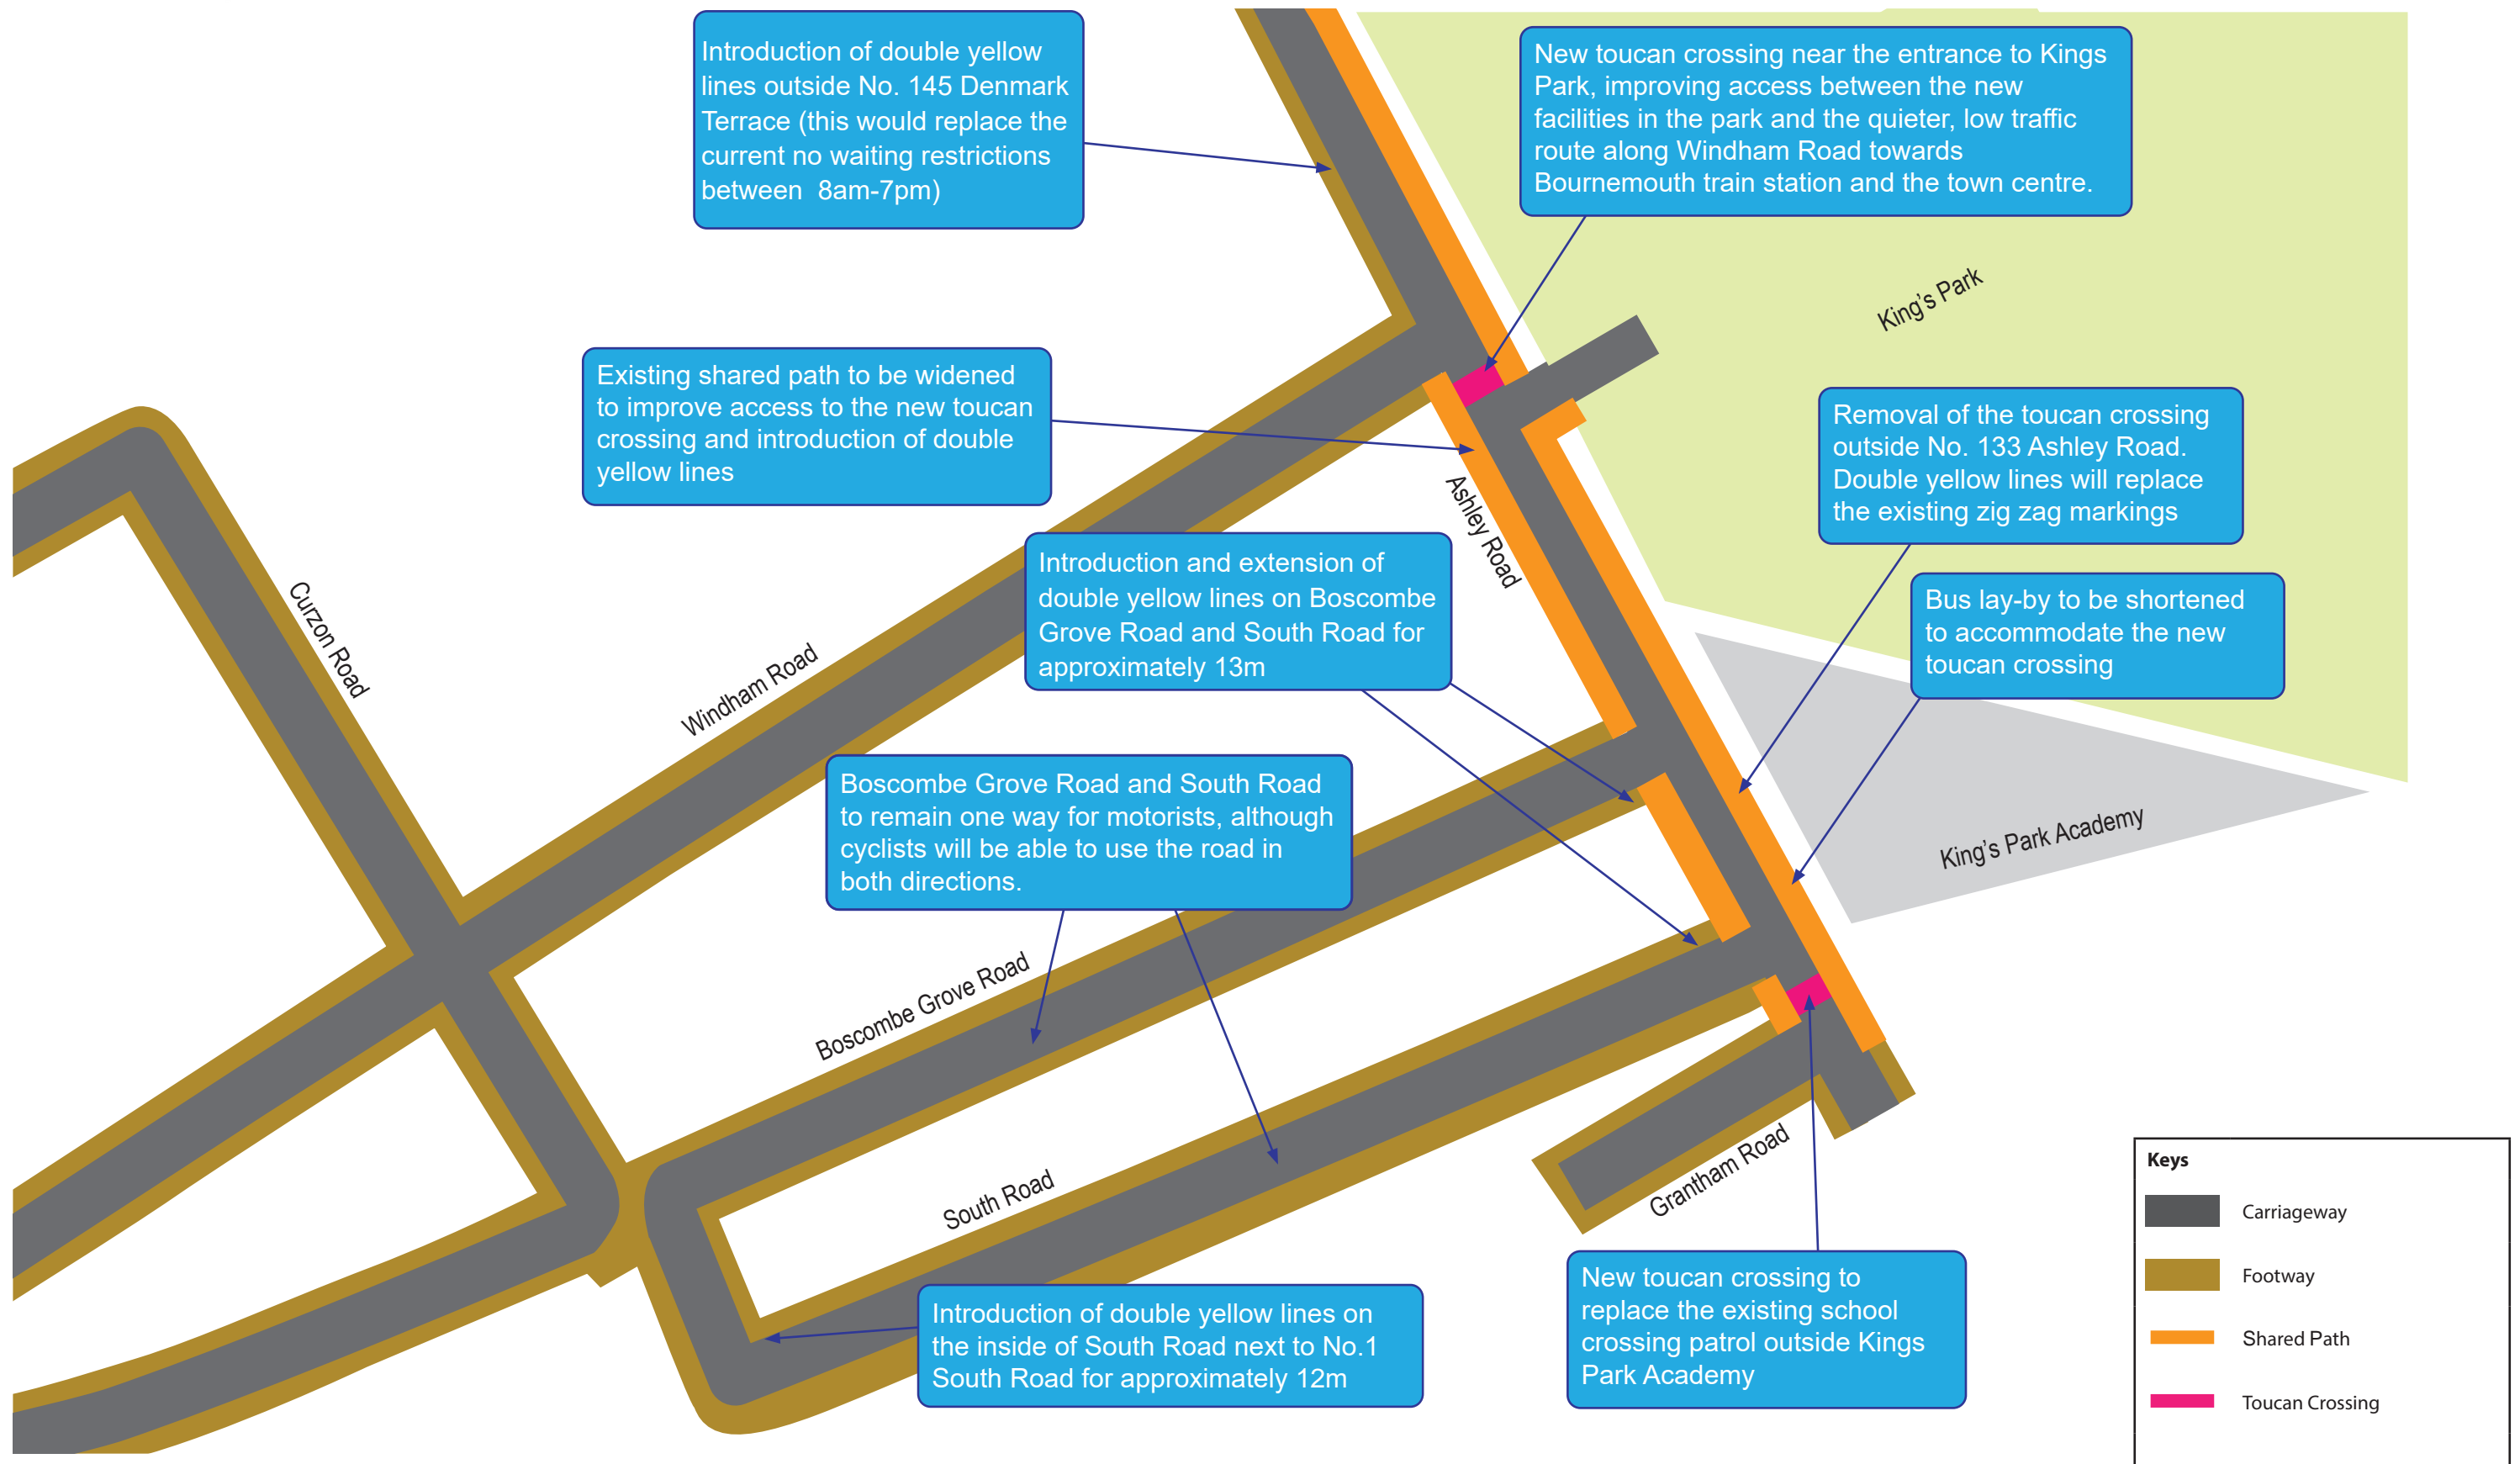 Introduction of double yellow
lines outside No. 145 Denmark
Terrace (this would replace the
current no waiting restrictions
between  8am-7pm)
New toucan crossing near the entrance to Kings
Park, improving access between the new
facilities in the park and the quieter, low traffic
route along Windham Road towards
Bournemouth train station and the town centre.
King's Park
Existing shared path to be widened
to improve access to the new toucan
crossing and introduction of double
yellow lines
Removal of the toucan crossing
outside No. 133 Ashley Road.
Double yellow lines will replace
the existing zig zag markings
Ashley Road
Introduction and extension of
double yellow lines on Boscombe
Grove Road and South Road for
approximately 13m
Bus lay-by to be shortened
to accommodate the new
toucan crossing
Curzon Road
Windham Road
Boscombe Grove Road and South Road
to remain one way for motorists, although
cyclists will be able to use the road in
both directions.
King's Park Academy
Boscombe Grove Road
South Road
Grantham Road
Introduction of double yellow lines on
the inside of South Road next to No.1
South Road for approximately 12m
New toucan crossing to
replace the existing school
crossing patrol outside Kings
Park Academy
Keys
Carriageway
Footway
Shared Path
Toucan Crossing